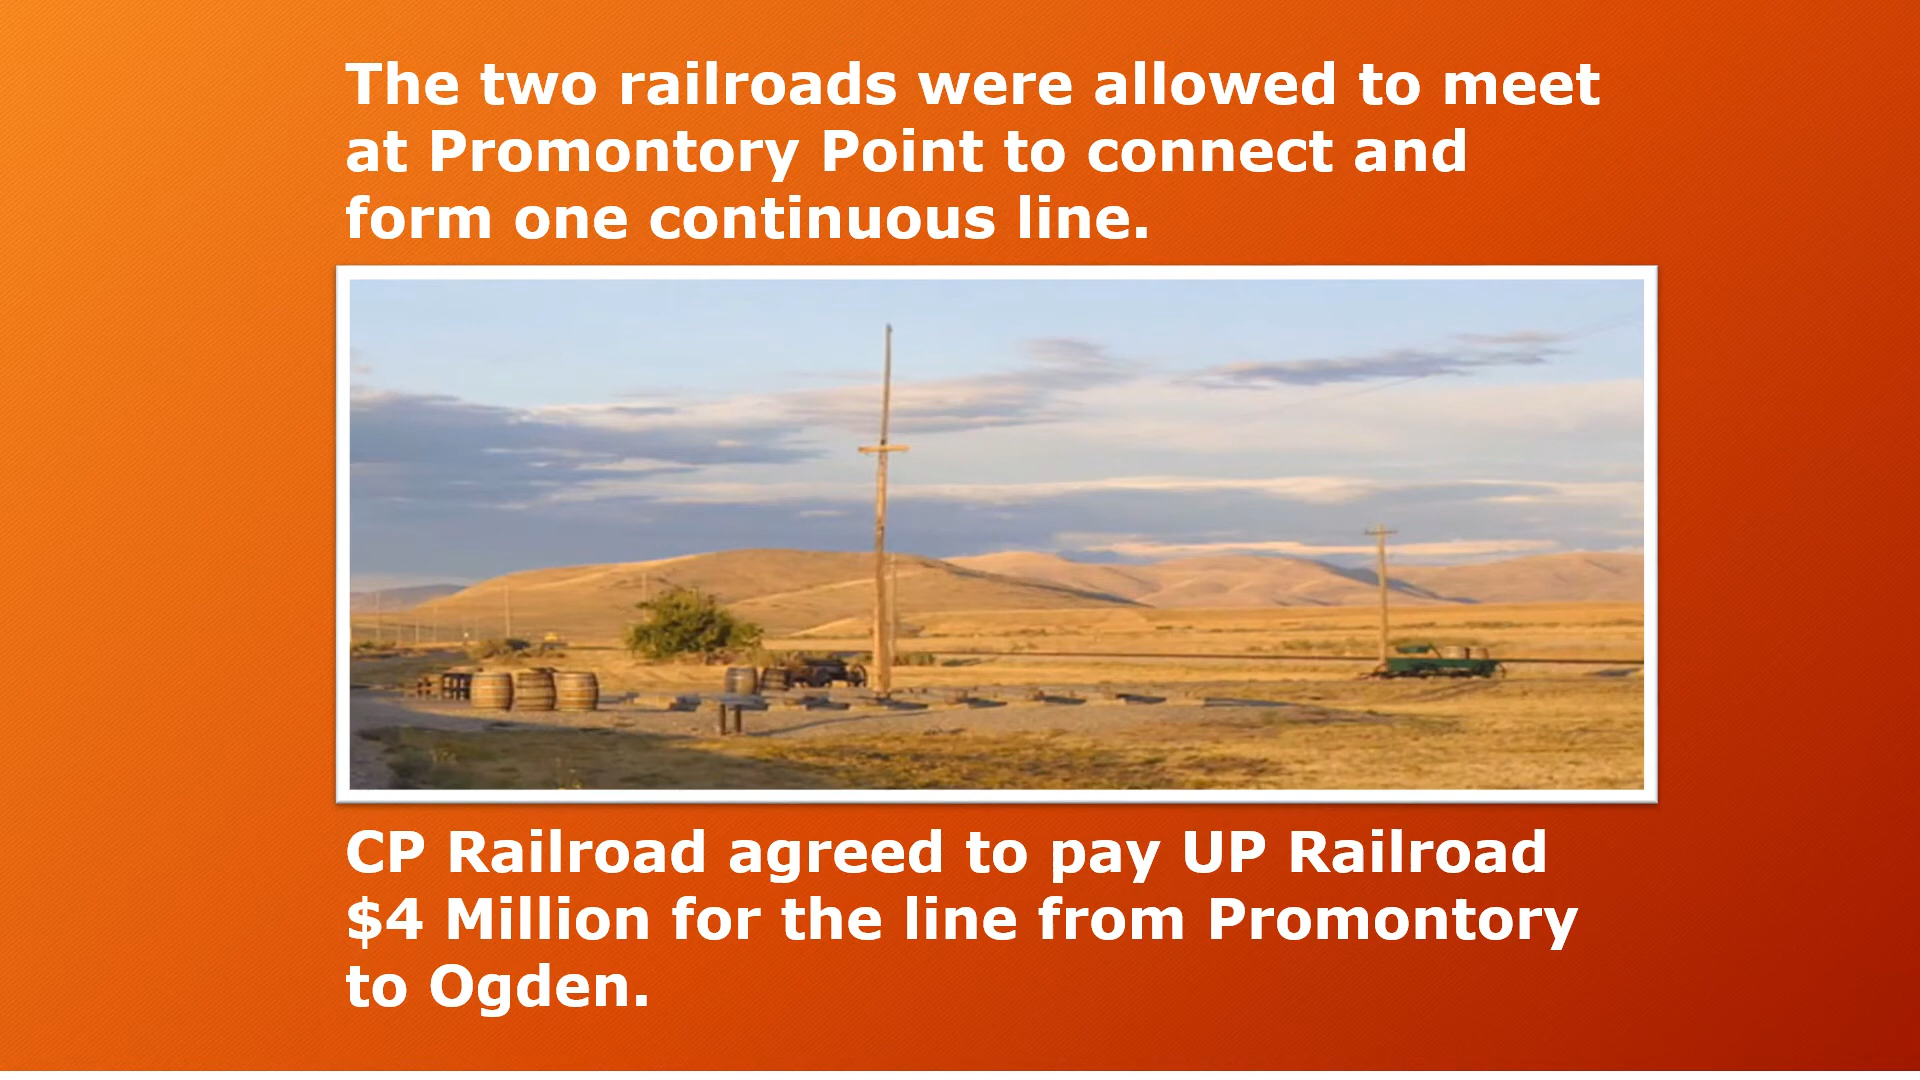 The two railroads were allowed to meet
at Promontory Point to connect and
form one continuous line.
CP Railroad agreed to pay UP Railroad
$4 Million for the line from Promontory
to Ogden.